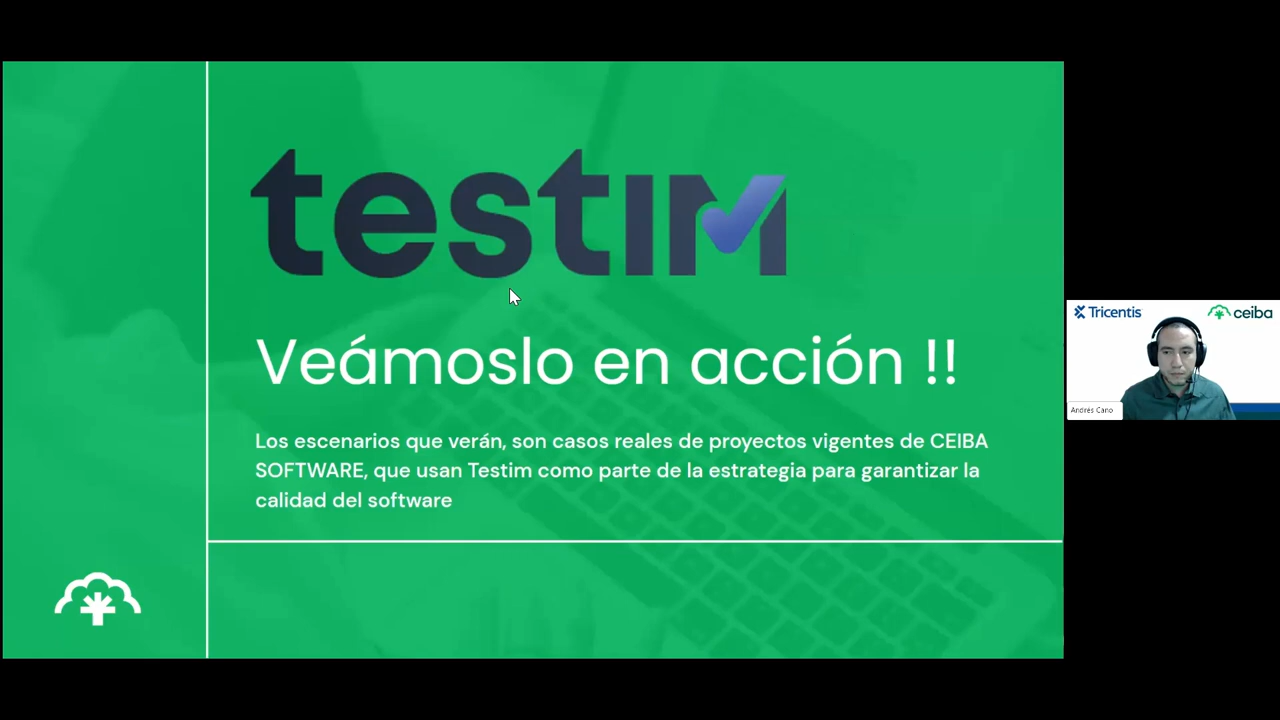 testim
Veámoslo en acción !!
Los escenarios que verán, son casos reales de proyectos vigentes de CEIBA
SOFTWARE, que usan Testim como parte de la estrategia para garantizar la
calidad del software
Tricentis
ceiba
Andrés Cano